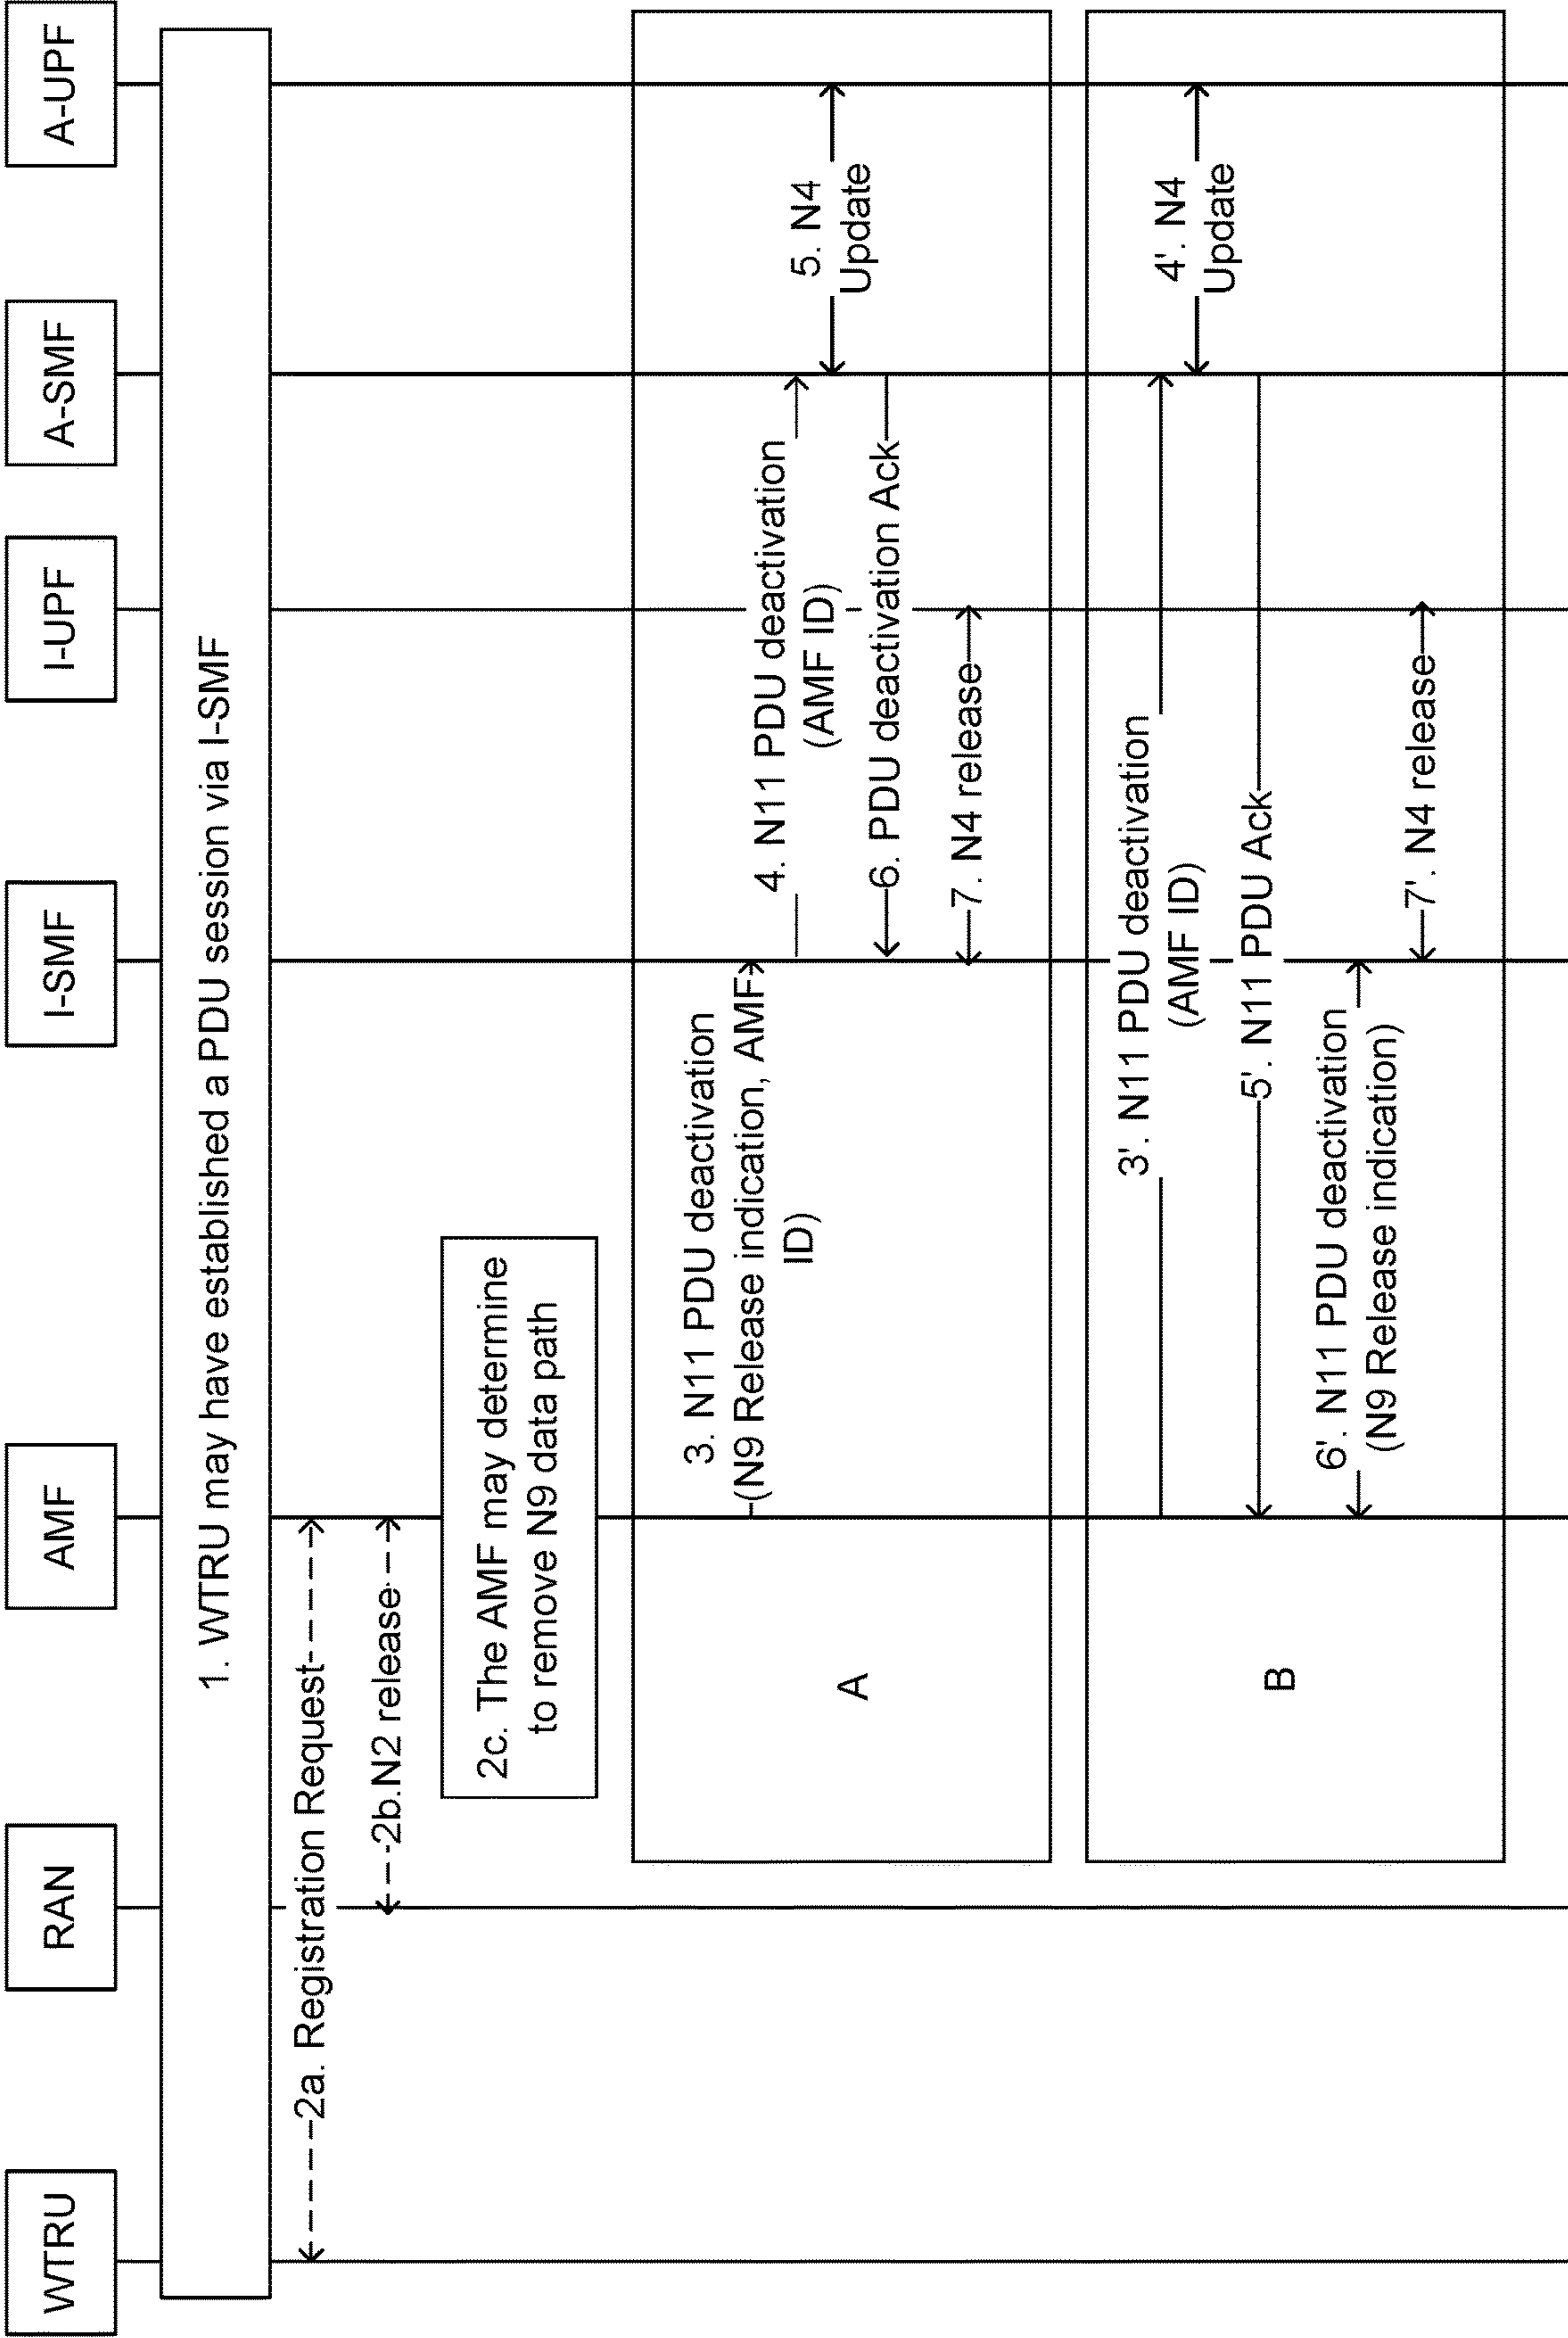 WTRU
RAN
AMF
I-SMF
I-UPF
A-SMF
A-UPF
1. WTRU may have established a PDU session via I-SMF
2a. Registration Request
2b.N2 release
2c. The AMF may determine
to remove N9 data path
A
3. N11 PDU deactivation
(N9 Release indication, AMF
ID)
4. N11 PDU deactivation
(AMF ID)
5. N4
Update
6. PDU deactivation Ack
7. N4 release
B
3'. N11 PDU deactivation
(AMF ID)
4'. N4
Update
5'. N11 PDU Ack
6'. N11 PDU deactivation
(N9 Release indication)
7'. N4 release